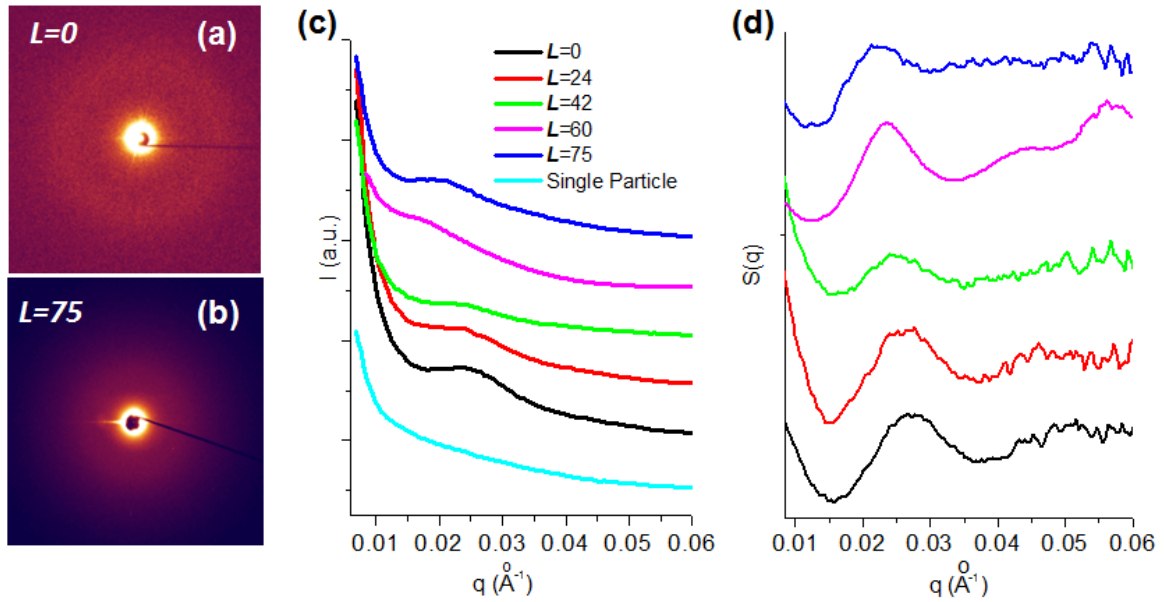 L=0
(a)
L=75
(b)
(c)
L=0
L=24
L=42
L=60
L=75
Single Particle
I (a.u.)
0.01 0.02 0.03 0.04 0.05 0.06
q (Å⁻¹)
(d)
S(q)
0.01 0.02 0.03 0.04 0.05 0.06
q (Å⁻¹)